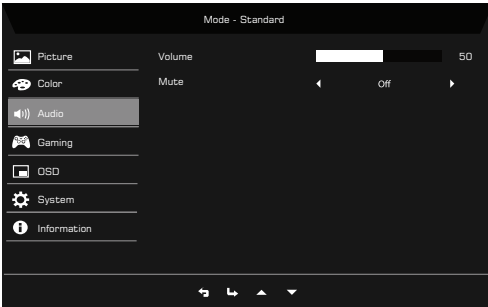 Mode - Standard
Picture
Volume 50
Color
Mute Off
Audio
Gaming
OSD
System
Information